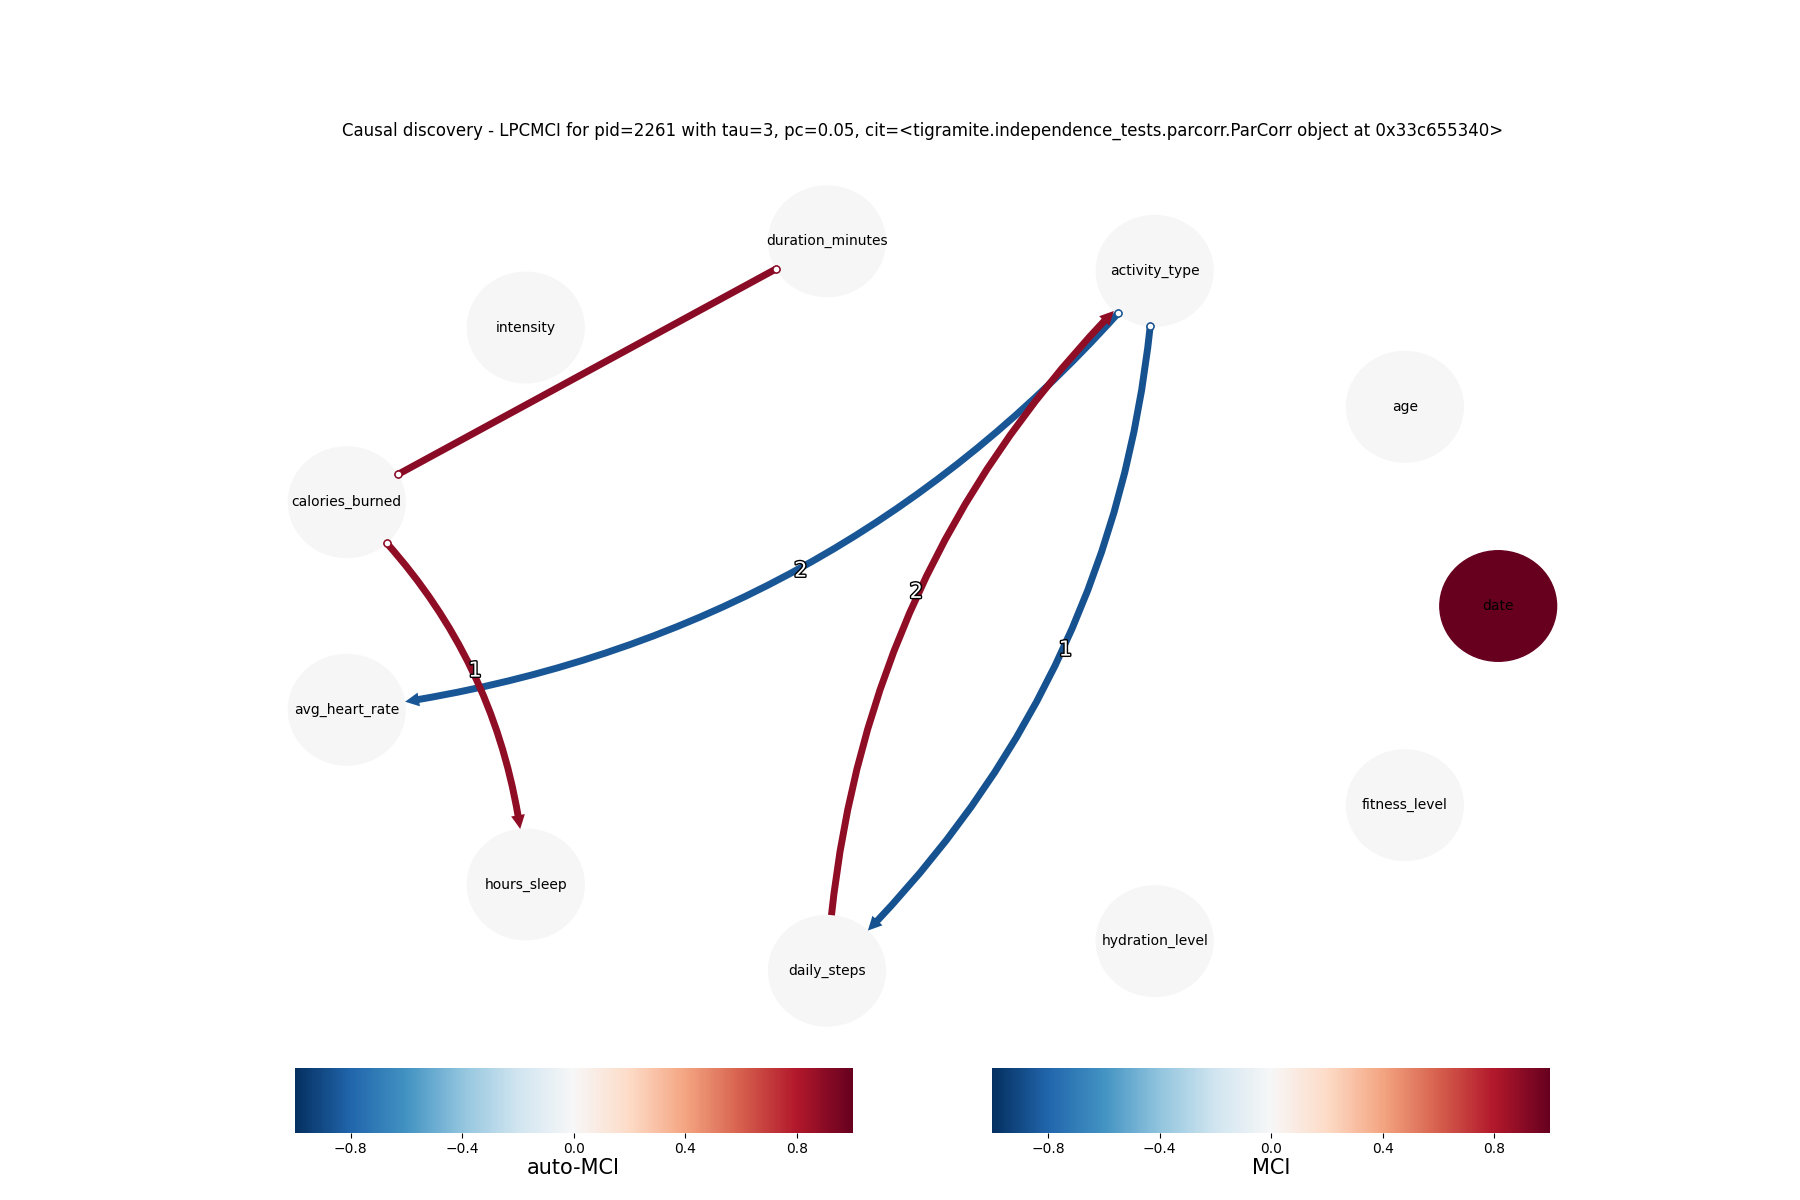 Causal discovery - LPCMCI for pid=2261 with tau=3, pc=0.05, cit=<tigramite.independence_tests.parcorr.ParCorr object at 0x33c655340>
duration_minutes
activity_type
intensity
age
calories_burned
2
2
date
1
1
avg_heart_rate
fitness_level
hours_sleep
hydration_level
daily_steps
−0.8 −0.4 0.0 0.4 0.8
auto-MCI
−0.8 −0.4 0.0 0.4 0.8
MCI